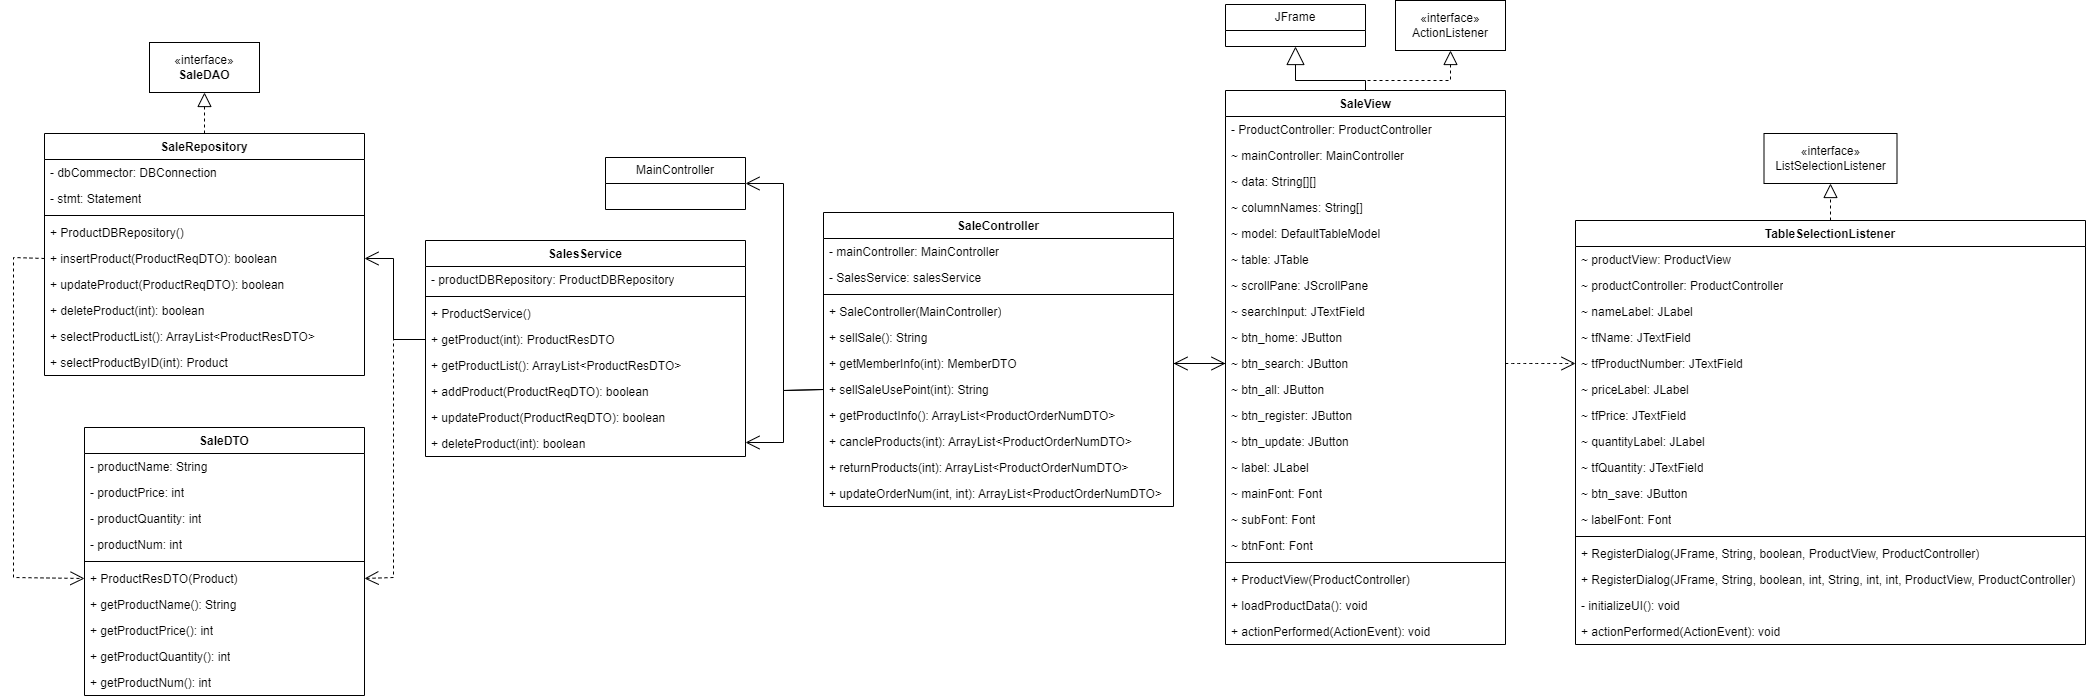 «interface»
SaleDAO
SaleRepository
- dbCommector: DBConnection
- stmt: Statement
+ ProductDBRepository()
+ insertProduct(ProductReqDTO): boolean
+ updateProduct(ProductReqDTO): boolean
+ deleteProduct(int): boolean
+ selectProductList(): ArrayList<ProductResDTO>
+ selectProductByID(int): Product
SaleDTO
- productName: String
- productPrice: int
- productQuantity: int
- productNum: int
+ ProductResDTO(Product)
+ getProductName(): String
+ getProductPrice(): int
+ getProductQuantity(): int
+ getProductNum(): int
SalesService
- productDBRepository: ProductDBRepository
+ ProductService()
+ getProduct(int): ProductResDTO
+ getProductList(): ArrayList<ProductResDTO>
+ addProduct(ProductReqDTO): boolean
+ updateProduct(ProductReqDTO): boolean
+ deleteProduct(int): boolean
MainController
SaleController
- mainController: MainController
- SalesService: salesService
+ SaleController(MainController)
+ sellSale(): String
+ getMemberInfo(int): MemberDTO
+ sellSaleUsePoint(int): String
+ getProductInfo(): ArrayList<ProductOrderNumDTO>
+ cancleProducts(int): ArrayList<ProductOrderNumDTO>
+ returnProducts(int): ArrayList<ProductOrderNumDTO>
+ updateOrderNum(int, int): ArrayList<ProductOrderNumDTO>
JFrame
«interface»
ActionListener
SaleView
- ProductController: ProductController
~ mainController: MainController
~ data: String[][]
~ columnNames: String[]
~ model: DefaultTableModel
~ table: JTable
~ scrollPane: JScrollPane
~ searchInput: JTextField
~ btn_home: JButton
~ btn_search: JButton
~ btn_all: JButton
~ btn_register: JButton
~ btn_update: JButton
~ label: JLabel
~ mainFont: Font
~ subFont: Font
~ btnFont: Font
+ ProductView(ProductController)
+ loadProductData(): void
+ actionPerformed(ActionEvent): void
«interface»
ListSelectionListener
TableSelectionListener
~ productView: ProductView
~ productController: ProductController
~ nameLabel: JLabel
~ tfName: JTextField
~ tfProductNumber: JTextField
~ priceLabel: JLabel
~ tfPrice: JTextField
~ quantityLabel: JLabel
~ tfQuantity: JTextField
~ btn_save: JButton
~ labelFont: Font
+ RegisterDialog(JFrame, String, boolean, ProductView, ProductController)
+ RegisterDialog(JFrame, String, boolean, int, String, int, int, ProductView, ProductController)
- initializeUI(): void
+ actionPerformed(ActionEvent): void